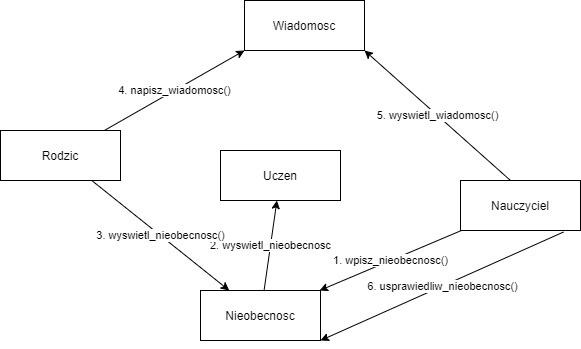 Wiadomosc
4. napisz_wiadomosc()
5. wyswietl_wiadomosc()
Rodzic
Uczen
Nauczyciel
3. wyswietl_nieobecnosc()
2. wyswietl_nieobecnosc
1. wpisz_nieobecnosc()
6. usprawiedliw_nieobecnosc()
Nieobecnosc